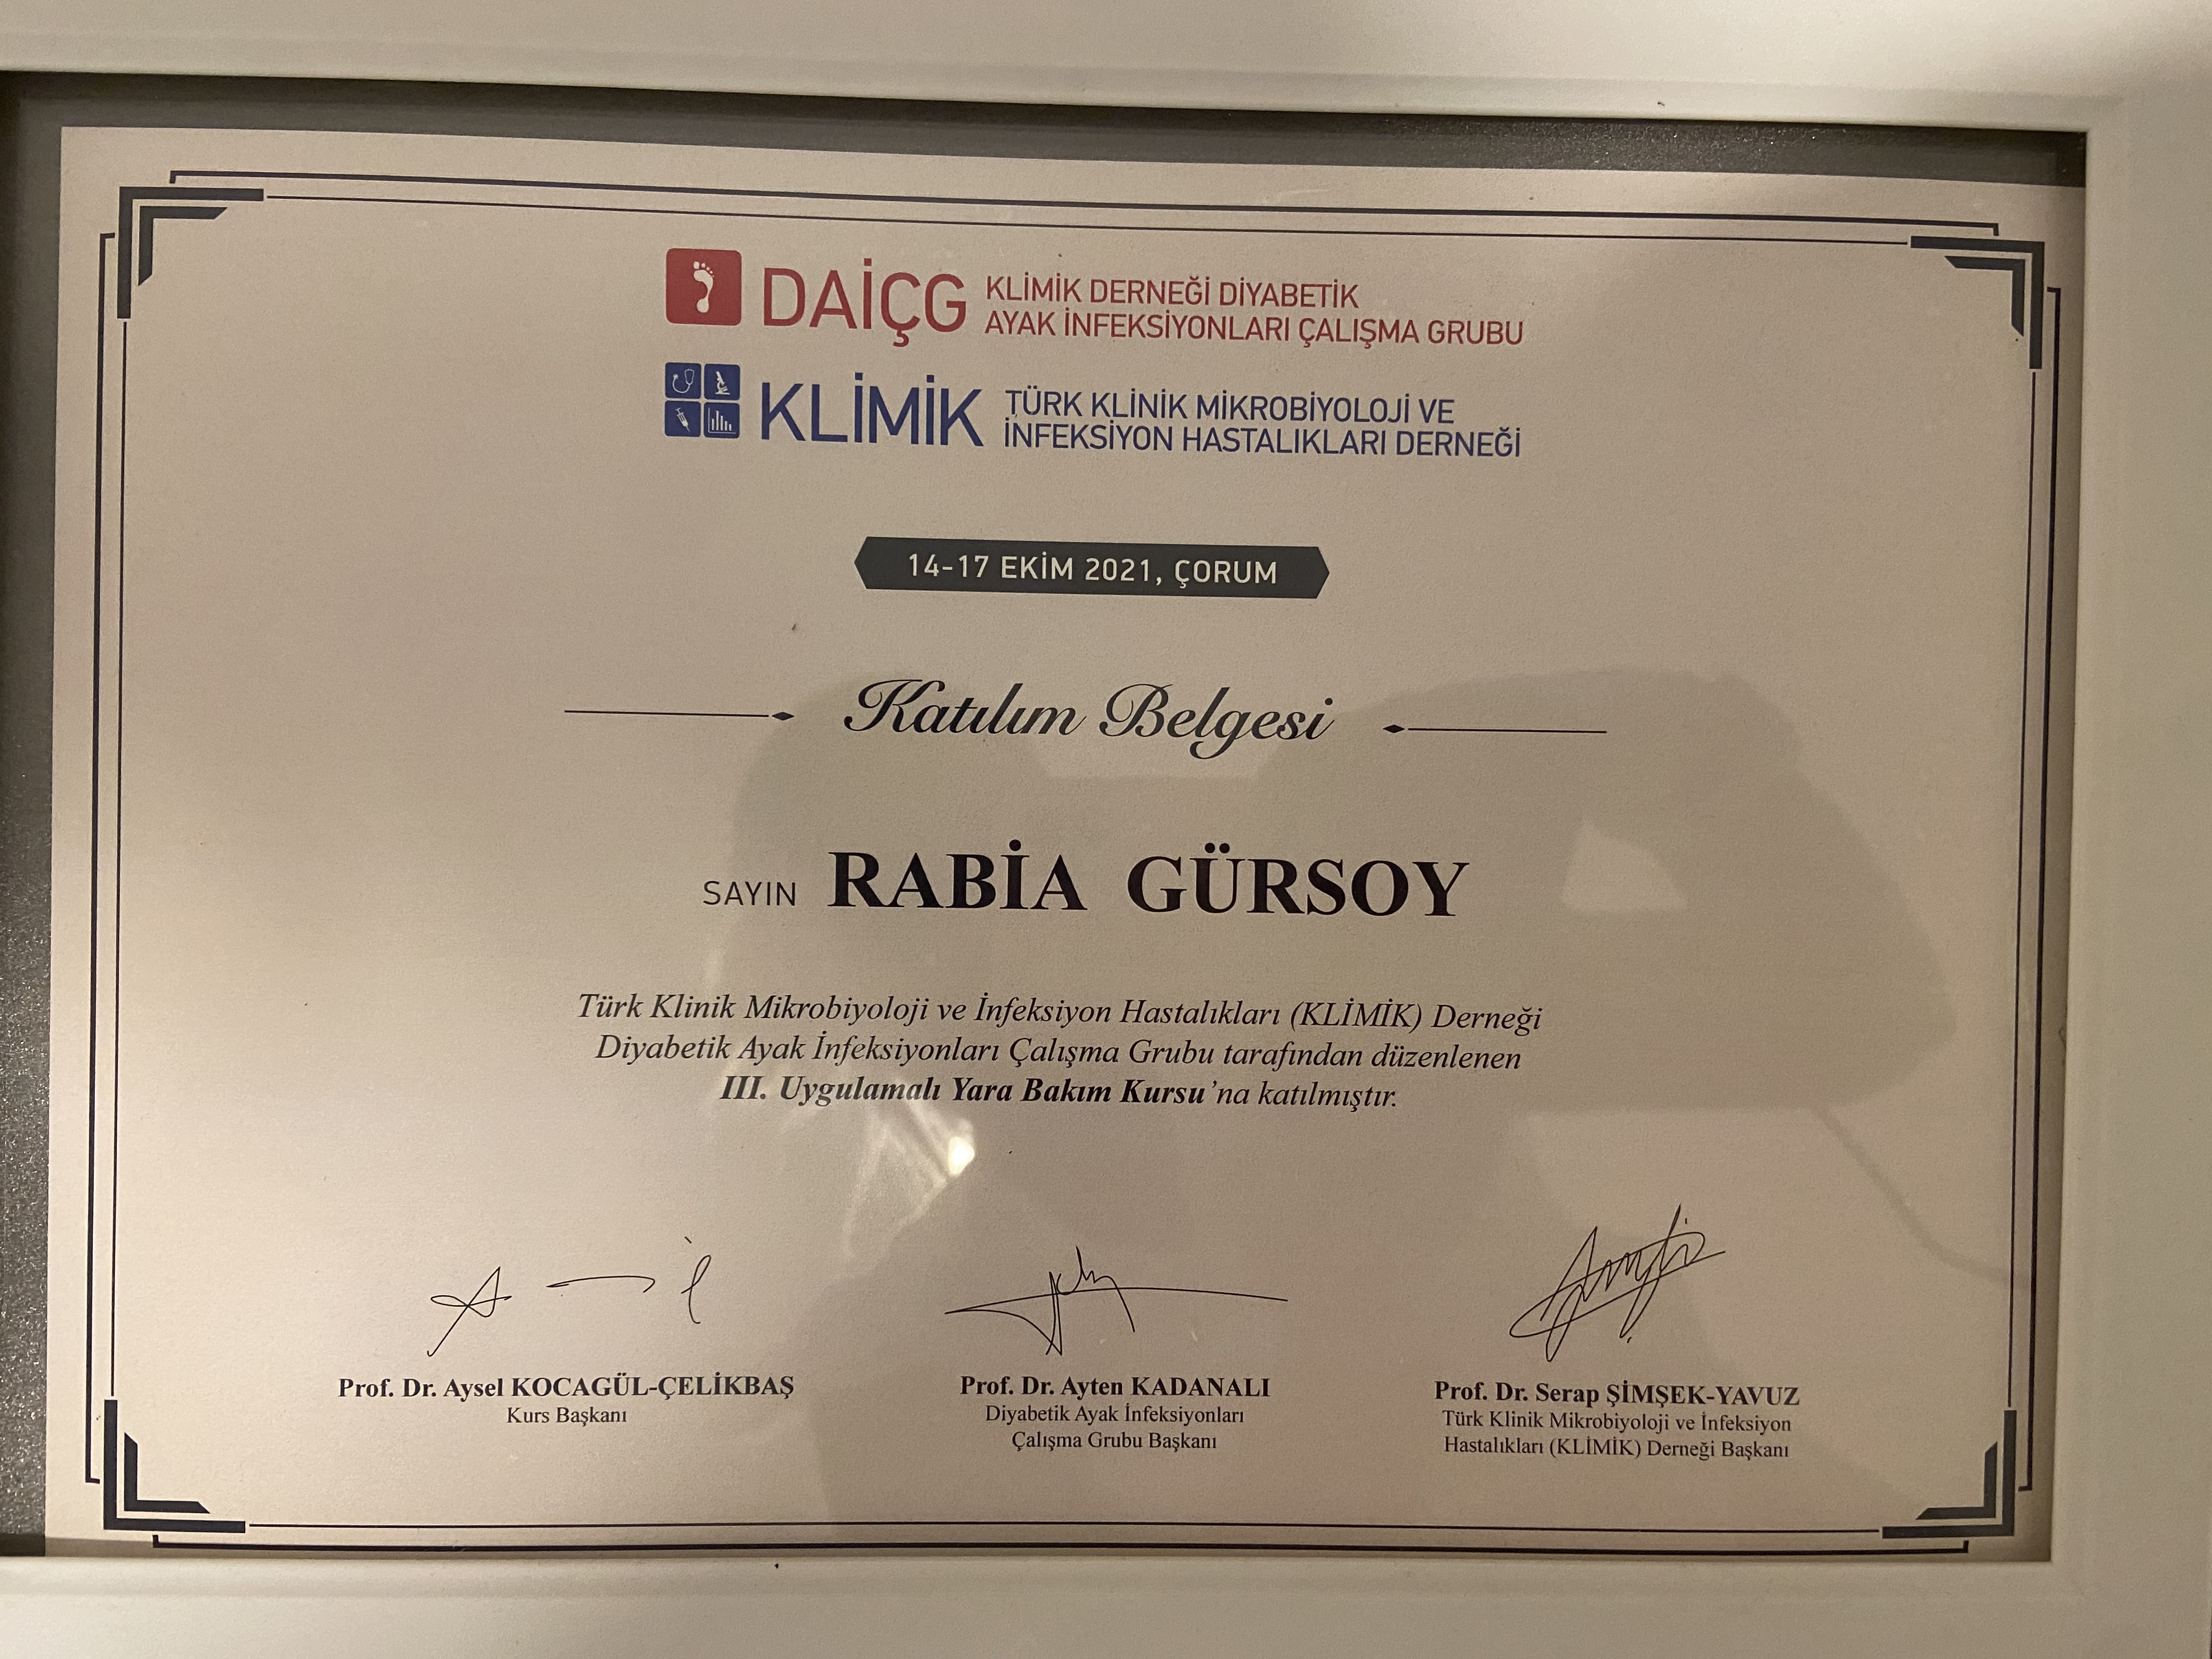 DAİÇG KLİMİK DERNEĞİ DİYABETİK
AYAK İNFEKSİYONLARI ÇALIŞMA GRUBU
KLİMİK TÜRK KLİNİK MİKROBİYOLOJİ VE
İNFEKSİYON HASTALIKLARI DERNEĞİ
14-17 EKİM 2021, ÇORUM
Katılım Belgesi
SAYIN RABİA GÜRSOY
Türk Klinik Mikrobiyoloji ve İnfeksiyon Hastalıkları (KLİMİK) Derneği
Diyabetik Ayak İnfeksiyonları Çalışma Grubu tarafından düzenlenen
III. Uygulamalı Yara Bakım Kursu'na katılmıştır.
Prof. Dr. Aysel KOCAGÜL-ÇELİKBAŞ
Kurs Başkanı
Prof. Dr. Ayten KADANALI
Diyabetik Ayak İnfeksiyonları
Çalışma Grubu Başkanı
Prof. Dr. Serap ŞİMŞEK-YAVUZ
Türk Klinik Mikrobiyoloji ve İnfeksiyon
Hastalıkları (KLİMİK) Derneği Başkanı